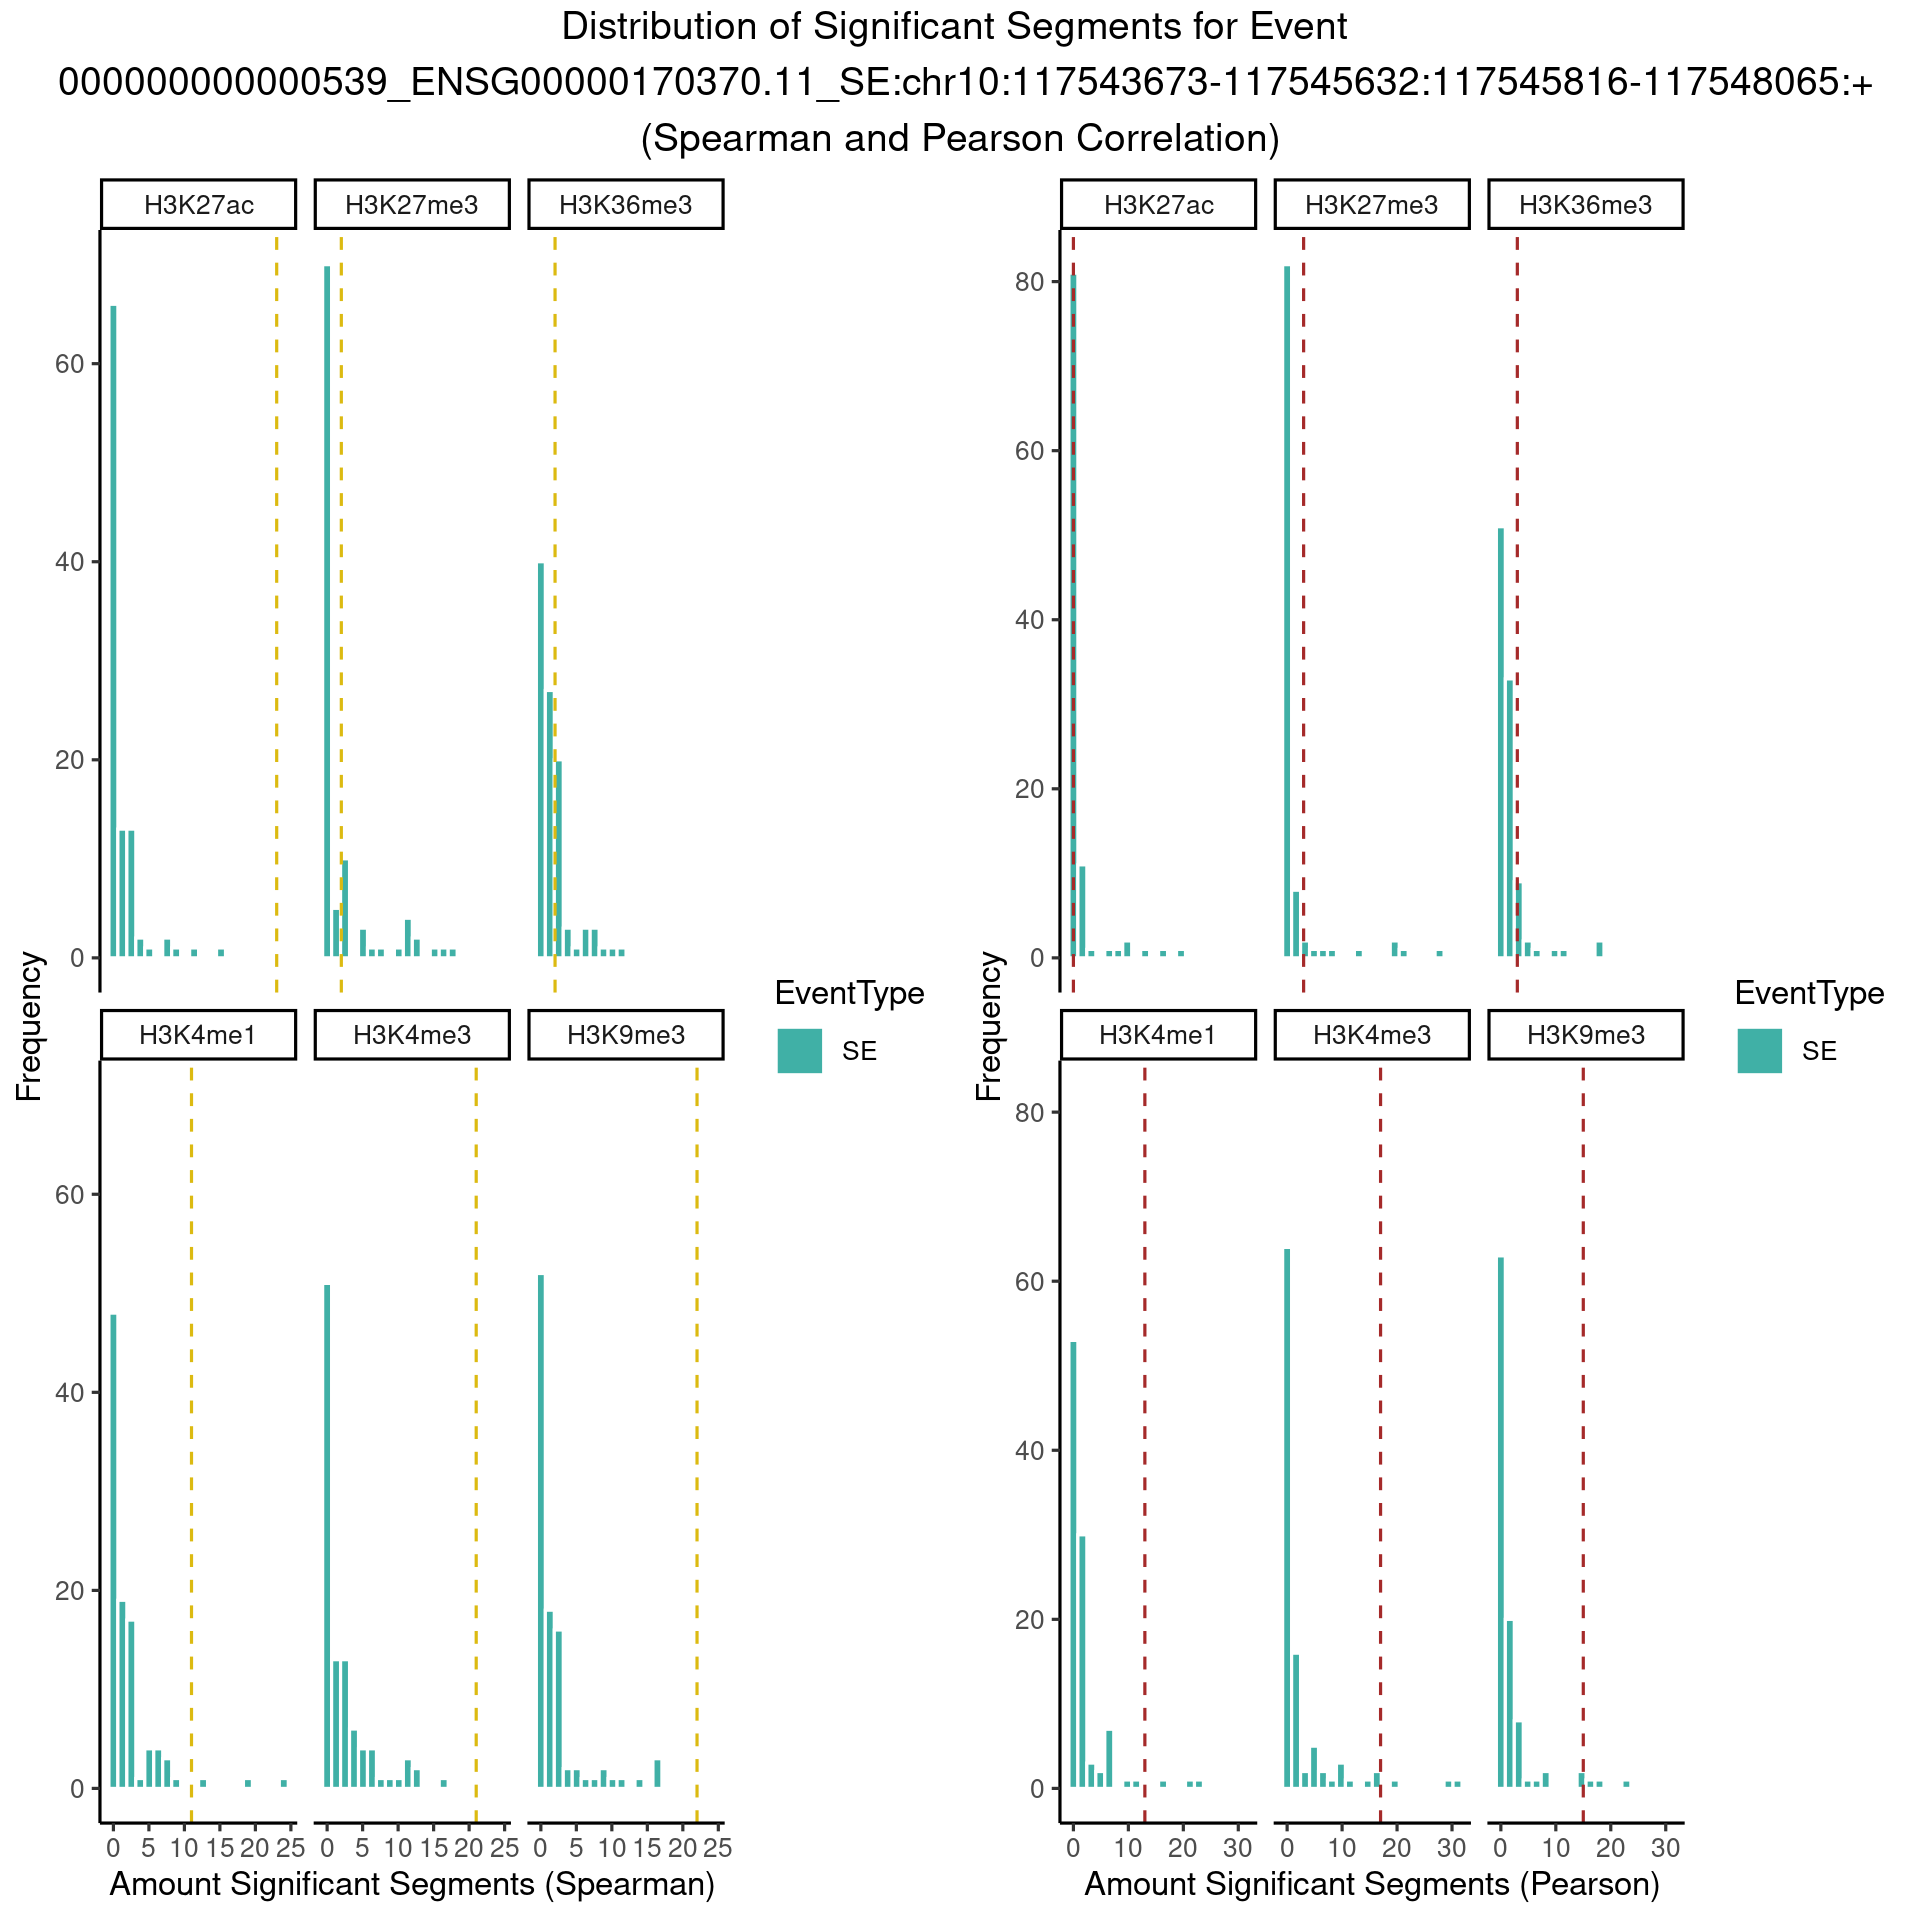 Distribution of Significant Segments for Event
000000000000539_ENSG00000170370.11_SE:chr10:117543673-117545632:117545816-117548065:+
(Spearman and Pearson Correlation)
H3K27ac H3K27me3 H3K36me3
60
40
20
0
H3K4me1 H3K4me3 H3K9me3
60
40
20
0
0 5 10 15 20 25 0 5 10 15 20 25 0 5 10 15 20 25
Amount Significant Segments (Spearman)
Frequency
EventType
SE
H3K27ac H3K27me3 H3K36me3
80
60
40
20
0
H3K4me1 H3K4me3 H3K9me3
80
60
40
20
0
0 10 20 30 0 10 20 30 0 10 20 30
Amount Significant Segments (Pearson)
Frequency
EventType
SE